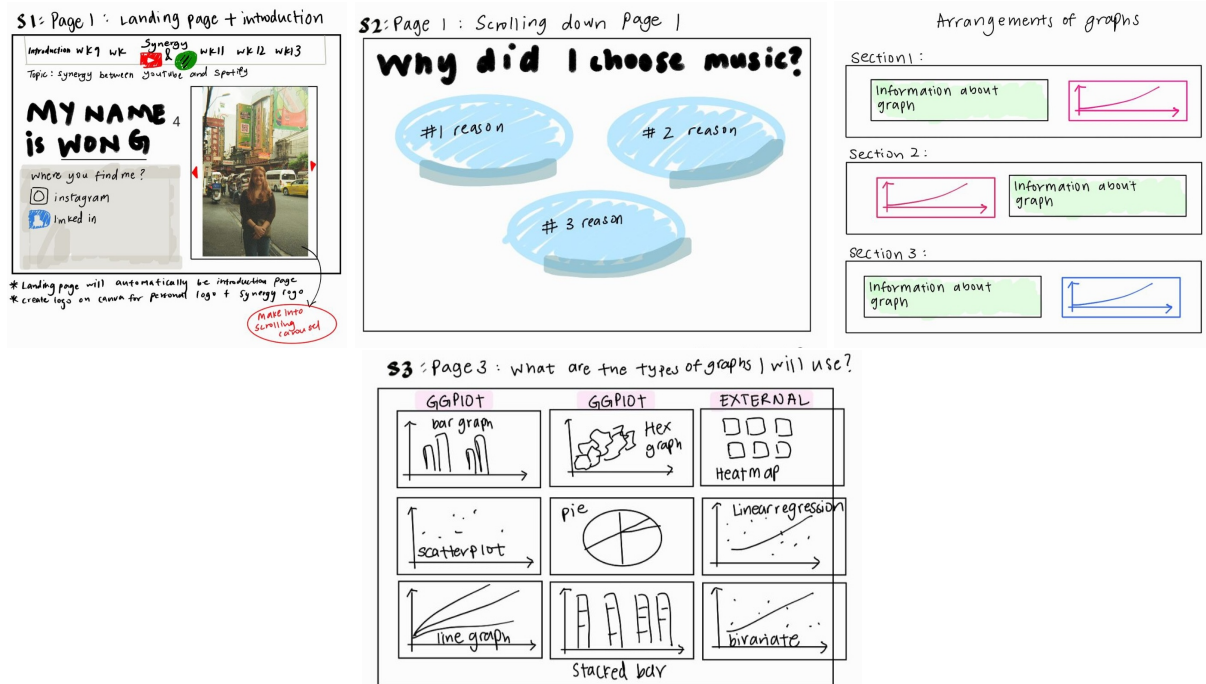 S1: Page 1: Landing page + introduction
Introduction WK9 WK Synergy & WK11 WK12 WK13
Topic: Synergy between YouTube and Spotify
MY NAME 4
is WONG
where you find me?
instagram
linked in
* Landing page will automatically be introduction page
* create logo on canva for personal logo + synergy logo
Make into
scrolling
carousel
S2: Page 1: Scrolling down Page 1
Why did I choose music?
#1 reason
#2 reason
#3 reason
Arrangements of graphs
Section 1:
Information about
graph
Section 2:
Information about
graph
Section 3:
Information about
graph
S3: Page 3: What are the types of graphs I will use?
GGPLOT
GGPLOT
EXTERNAL
bar graph
Hex
graph
Heatmap
scatterplot
pie
Linear regression
line graph
Stacked bar
bivariate